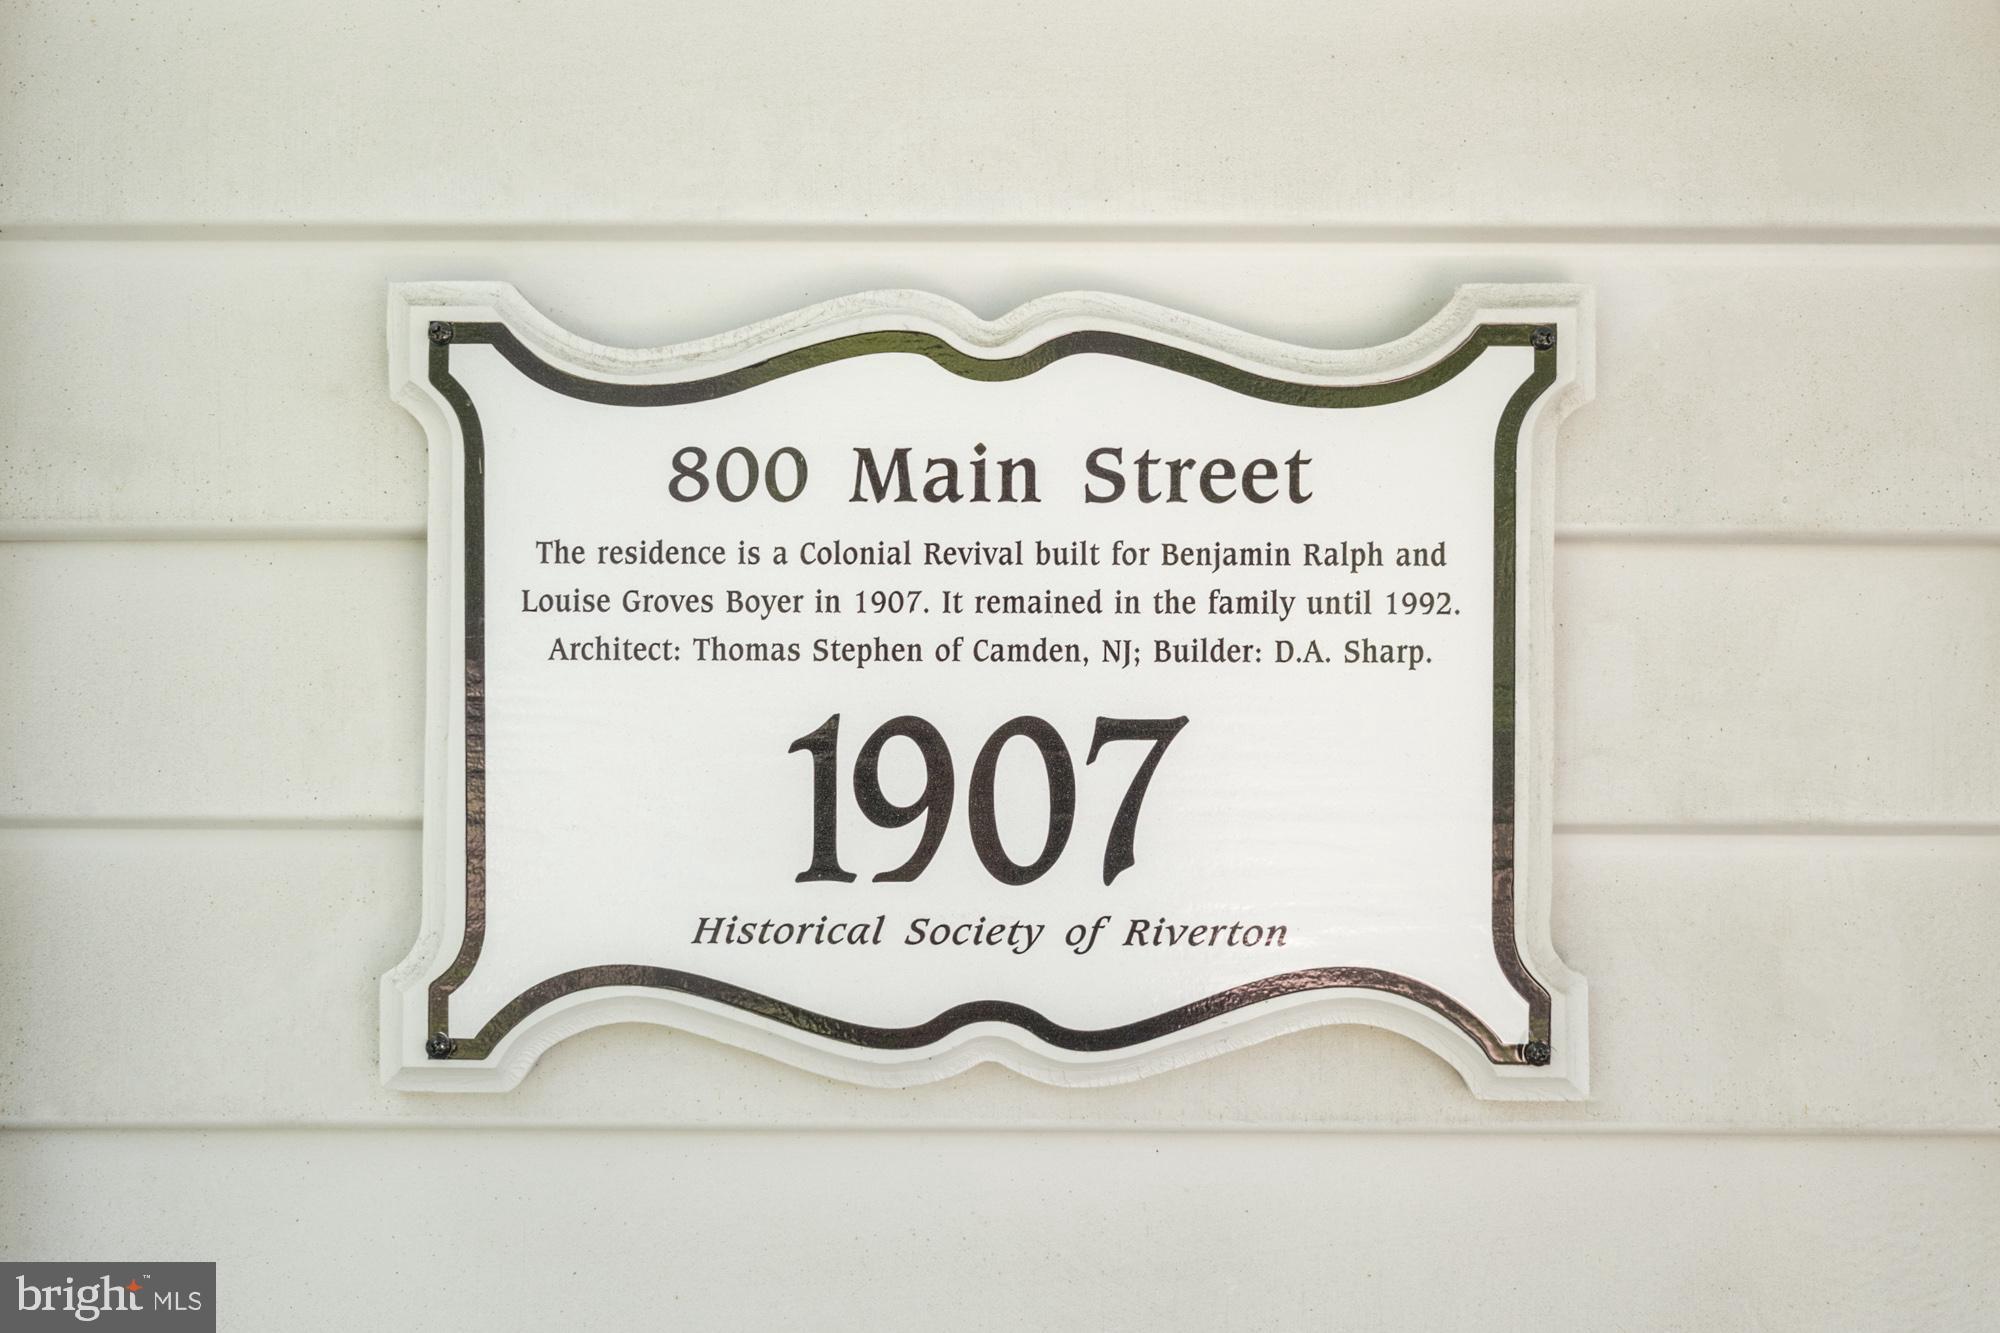 800 Main Street
The residence is a Colonial Revival built for Benjamin Ralph and
Louise Groves Boyer in 1907. It remained in the family until 1992.
Architect: Thomas Stephen of Camden, NJ; Builder: D.A. Sharp.
1907
Historical Society of Riverton
bright™ MLS